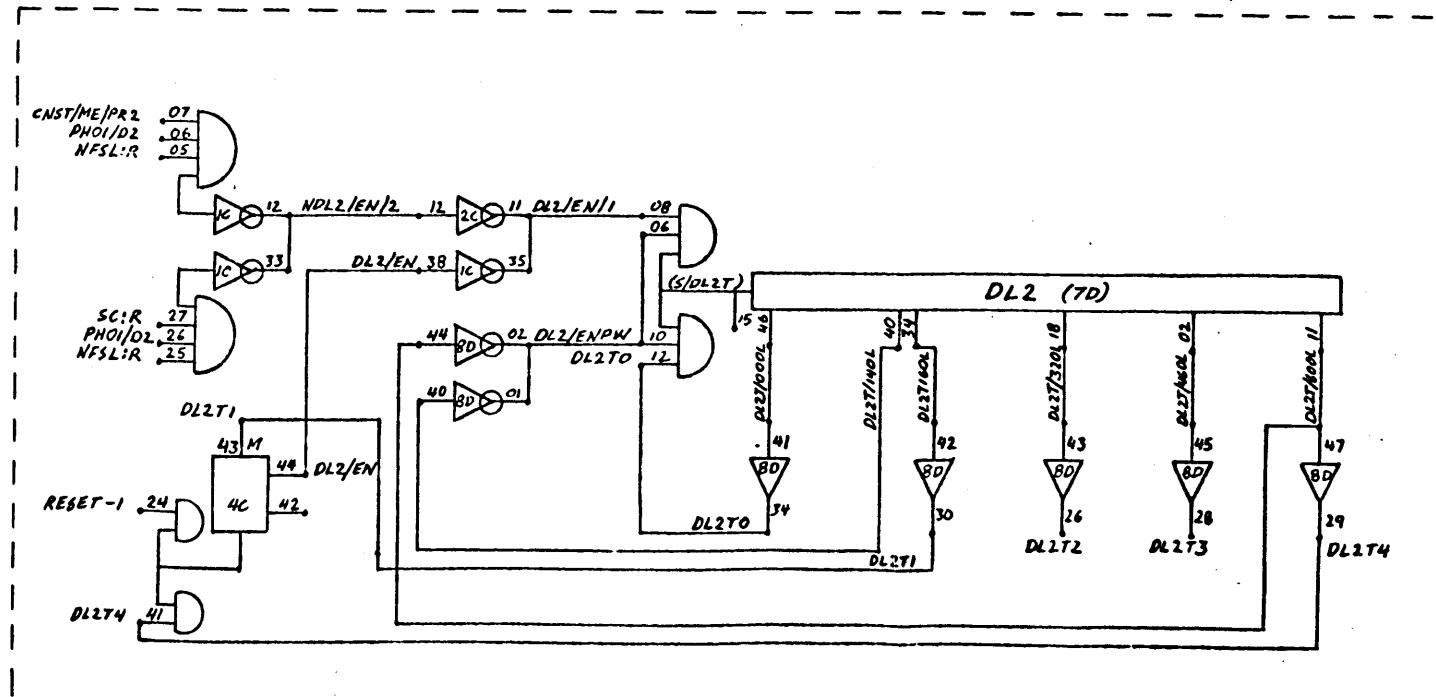 CNST/ME/PR2 07
PHO1/D2 06
NFSL:R 05
1C 12 NDL2/EN/2 12 2C 11 DL2/EN/1 08
06
1C 33 DL2/EN 38 1C 35
(S/DL2T) DL2 (7D)
SC:R 27
PHO1/D2 26
NFSL:R 25
44 8D 02 DL2/ENPW 10
DL2T0 12
40 8D 01
15
46 40 34 18 02 11
DL2T/000L DL2T/140L DL2T160L DL2T/320L DL2T/460L DL2T/600L
DL2T1
43 M
44 DL2/EN
4C
42
RESET-1 24
DL2T4 41
41 42 43 45 47
8D 8D 8D 8D 8D
34 30 26 28 29
DL2T0 DL2T1 DL2T2 DL2T3 DL2T4